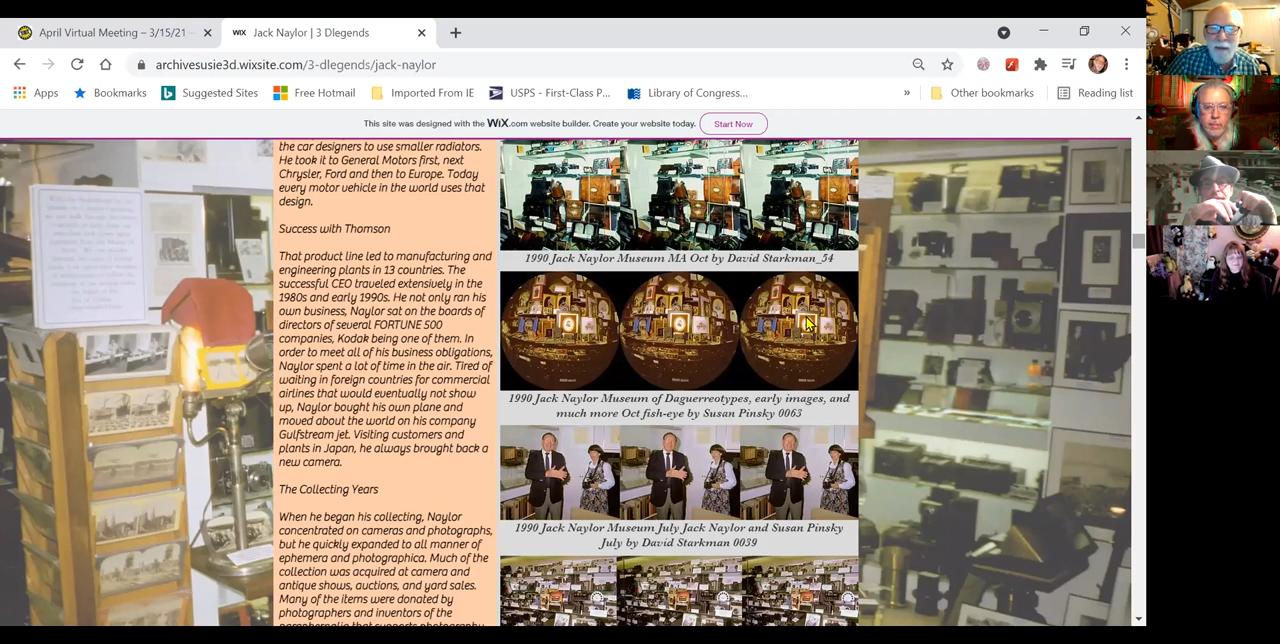 April Virtual Meeting – 3/15/21
WIX Jack Naylor | 3 Dlegends
archivesusie3d.wixsite.com/3-dlegends/jack-naylor
Apps
Bookmarks
Suggested Sites
Free Hotmail
Imported From IE
USPS - First-Class P...
Library of Congress...
»
Other bookmarks
Reading list
This site was designed with the WiX.com website builder. Create your website today.
Start Now
the car designers to use smaller radiators.
He took it to General Motors first, next
Chrysler, Ford and then to Europe. Today
every motor vehicle in the world uses that
design.
Success with Thomson
That product line led to manufacturing and
engineering plants in 13 countries. The
successful CEO traveled extensively in the
1980s and early 1990s. He not only ran his
own business, Naylor sat on the boards of
directors of several FORTUNE 500
companies, Kodak being one of them. In
order to meet all of his business obligations,
Naylor spent a lot of time in the air. Tired of
waiting in foreign countries for commercial
airlines that would eventually not show
up, Naylor bought his own plane and
moved about the world on his company
Gulfstream jet. Visiting customers and
plants in Japan, he always brought back a
new camera.
The Collecting Years
When he began his collecting, Naylor
concentrated on cameras and photographs,
but he quickly expanded to all manner of
ephemera and photographica. Much of the
collection was acquired at camera and
antique shows, auctions, and yard sales.
Many of the items were donated by
photographers and inventors of the
paraphernalia that supports photography
1990 Jack Naylor Museum MA Oct by David Starkman_54
1990 Jack Naylor Museum of Daguerreotypes, early images, and
much more Oct fish-eye by Susan Pinsky 0063
1990 Jack Naylor Museum July Jack Naylor and Susan Pinsky
July by David Starkman 0039